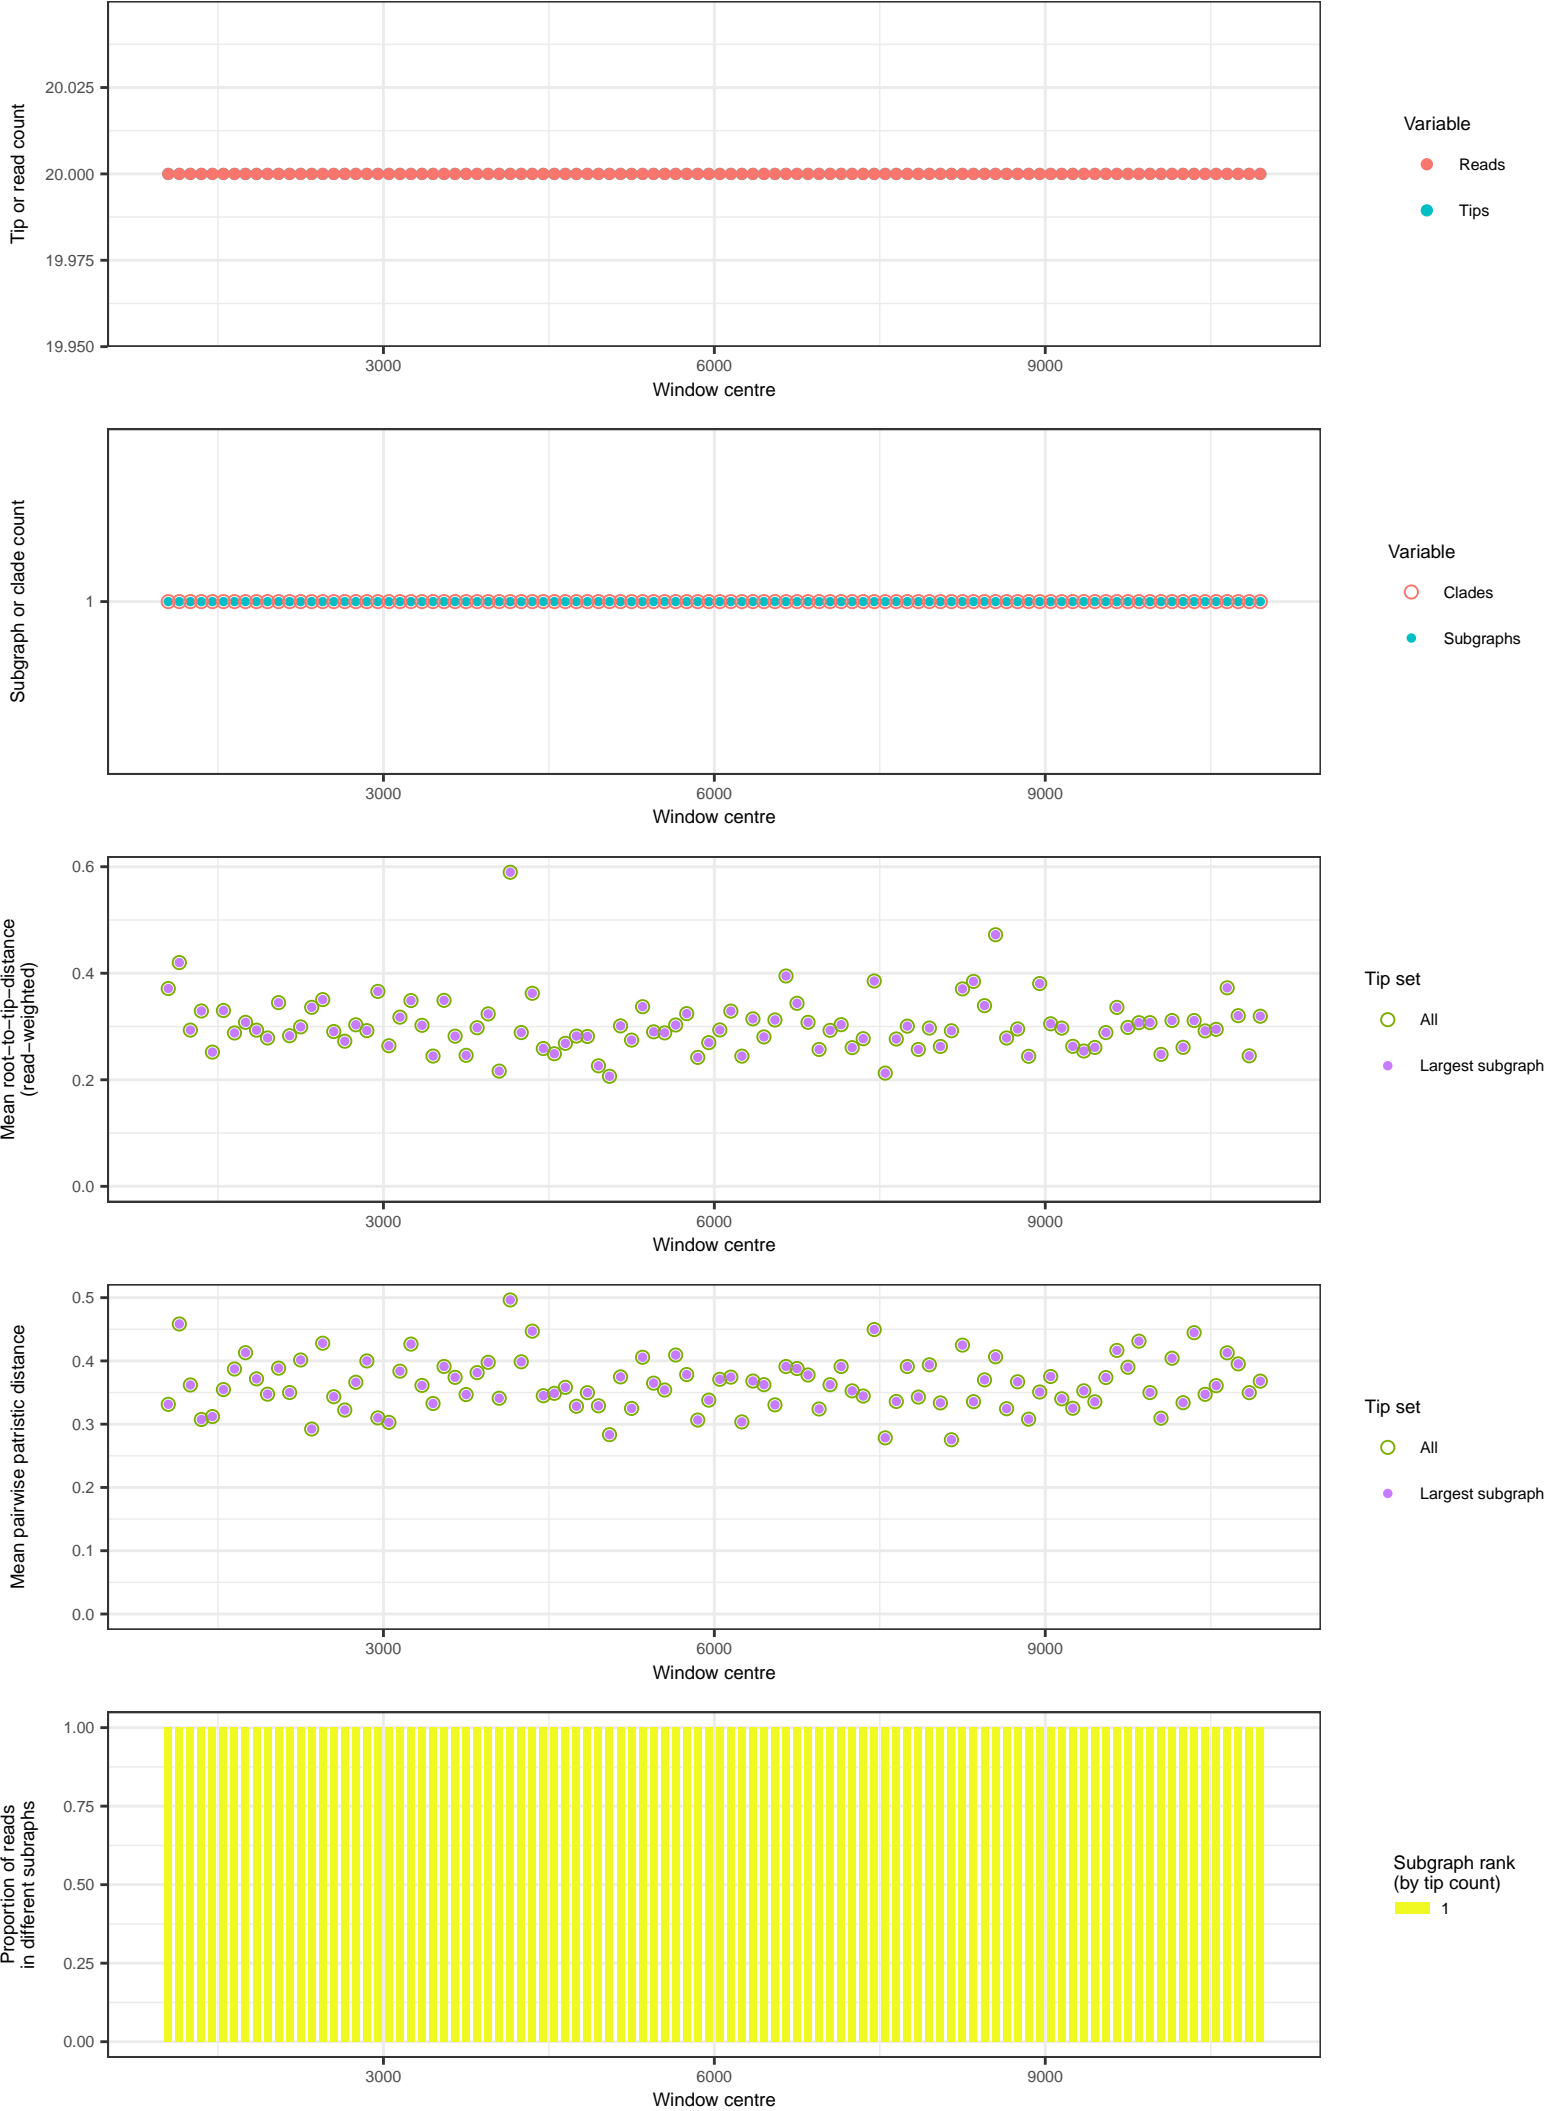 20.025
20.000
19.975
19.950
Tip or read count
3000
6000
9000
Window centre
Variable
Reads
Tips
1
Subgraph or clade count
3000
6000
9000
Window centre
Variable
Clades
Subgraphs
0.6
0.4
0.2
0.0
Mean root−to−tip−distance
(read−weighted)
3000
6000
9000
Window centre
Tip set
All
Largest subgraph
0.5
0.4
0.3
0.2
0.1
0.0
Mean pairwise patristic distance
3000
6000
9000
Window centre
Tip set
All
Largest subgraph
1.00
0.75
0.50
0.25
0.00
Proportion of reads
in different subraphs
3000
6000
9000
Window centre
Subgraph rank
(by tip count)
1